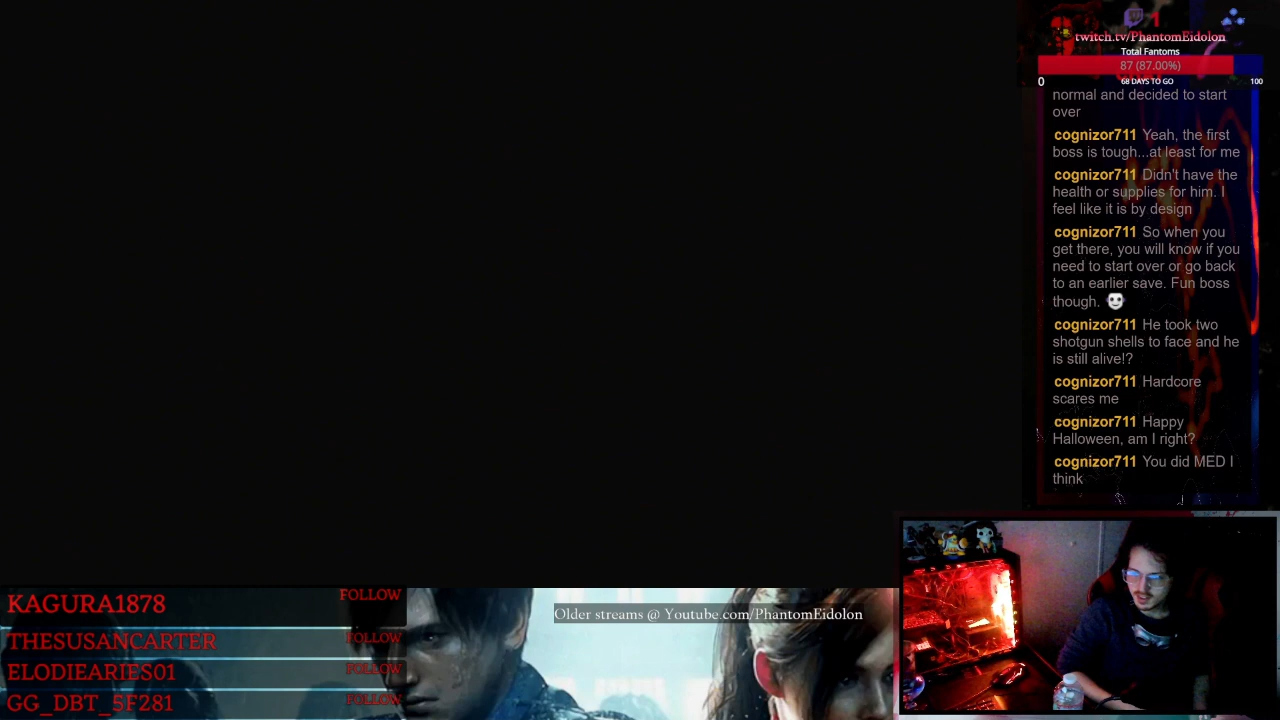 1
twitch.tv/PhantomEidolon
Total Fantoms
87 (87.00%)
0
68 DAYS TO GO
100
normal and decided to start
over
cognizor711 Yeah, the first
boss is tough...at least for me
cognizor711 Didn't have the
health or supplies for him. I
feel like it is by design
cognizor711 So when you
get there, you will know if you
need to start over or go back
to an earlier save. Fun boss
though.
cognizor711 He took two
shotgun shells to face and he
is still alive!?
cognizor711 Hardcore
scares me
cognizor711 Happy
Halloween, am I right?
cognizor711 You did MED I
think
KAGURA1878 FOLLOW
THESUSANCARTER FOLLOW
ELODIEARIES01 FOLLOW
GG_DBT_5F281 FOLLOW
Older streams @ Youtube.com/PhantomEidolon